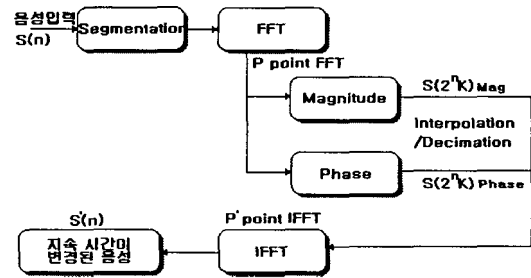 음성입력
S(n)
Segmentation
FFT
P point FFT
Magnitude
S(2ⁿK) Mag
Interpolation
/Decimation
Phase
S(2ⁿK) Phase
S'(n)
P' point IFFT
지속 시간이
변경된 음성
IFFT